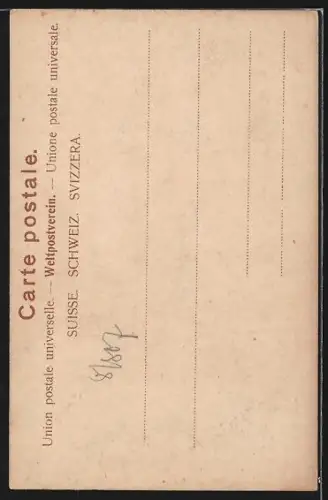 Carte postale.
Union postale universelle. — Weltpostverein. — Unione postale universale.
SUISSE. SCHWEIZ. SVIZZERA.